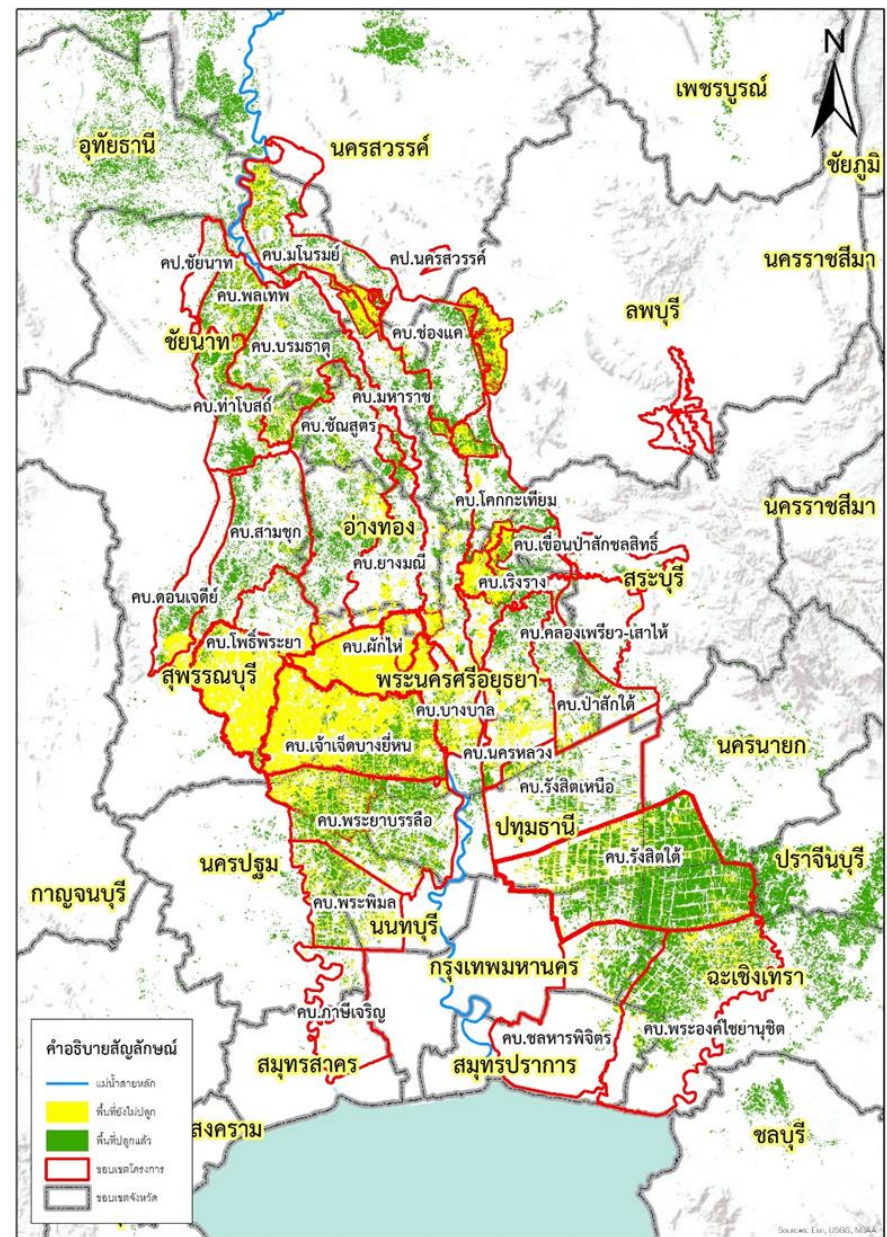 N
เพชรบูรณ์
อุทัยธานี
นครสวรรค์
ชัยภูมิ
คบ.มโนรมย์
คป.นครสวรรค์
คป.ชัยนาท
นครราชสีมา
คบ.พลเทพ
ลพบุรี
ชัยนาท
คบ.บรมธาตุ
คบ.ช่องแค
คบ.มหาราช
คบ.ท่าโบสถ์
คบ.ชัณสูตร
คบ.โคกกะเทียม
นครราชสีมา
คบ.สามชุก
อ่างทอง
คบ.เขื่อนป่าสักชลสิทธิ์
คบ.ยางมณี
คบ.เริงราง
สระบุรี
คบ.ดอนเจดีย์
คบ.คลองเพรียว-เสาไห้
คบ.โพธิ์พระยา
คบ.ผักไห่
สุพรรณบุรี
พระนครศรีอยุธยา
คบ.บางบาล
คบ.ป่าสักใต้
คบ.เจ้าเจ็ดบางยี่หน
คบ.นครหลวง
นครนายก
คบ.รังสิตเหนือ
คบ.พระยาบรรลือ
ปทุมธานี
คบ.รังสิตใต้
ปราจีนบุรี
นครปฐม
กาญจนบุรี
คบ.พระพิมล
นนทบุรี
กรุงเทพมหานคร
ฉะเชิงเทรา
คบ.ภาษีเจริญ
คบ.ชลหารพิจิตร
คบ.พระองค์ไชยานุชิต
สมุทรสาคร
สมุทรปราการ
สงคราม
ชลบุรี
คำอธิบายสัญลักษณ์
แม่น้ำสายหลัก
พื้นที่ยังไม่ปลูก
พื้นที่ปลูกแล้ว
ขอบเขตโครงการ
ขอบเขตจังหวัด
Sources: Esri, USGS, NOAA